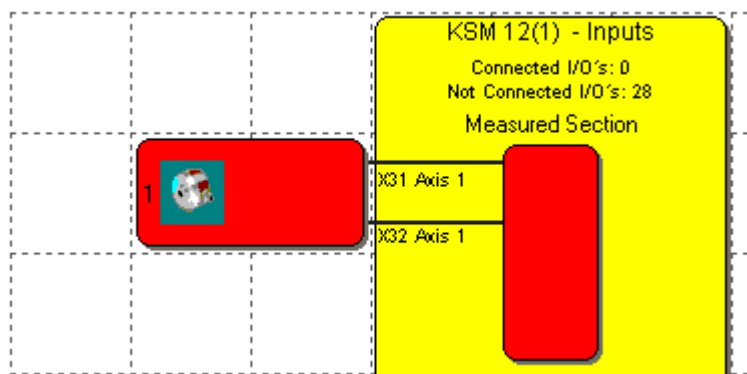 KSM 12(1) - Inputs
Connected I/O´s: 0
Not Connected I/O´s: 28
Measured Section
1
X31 Axis 1
X32 Axis 1